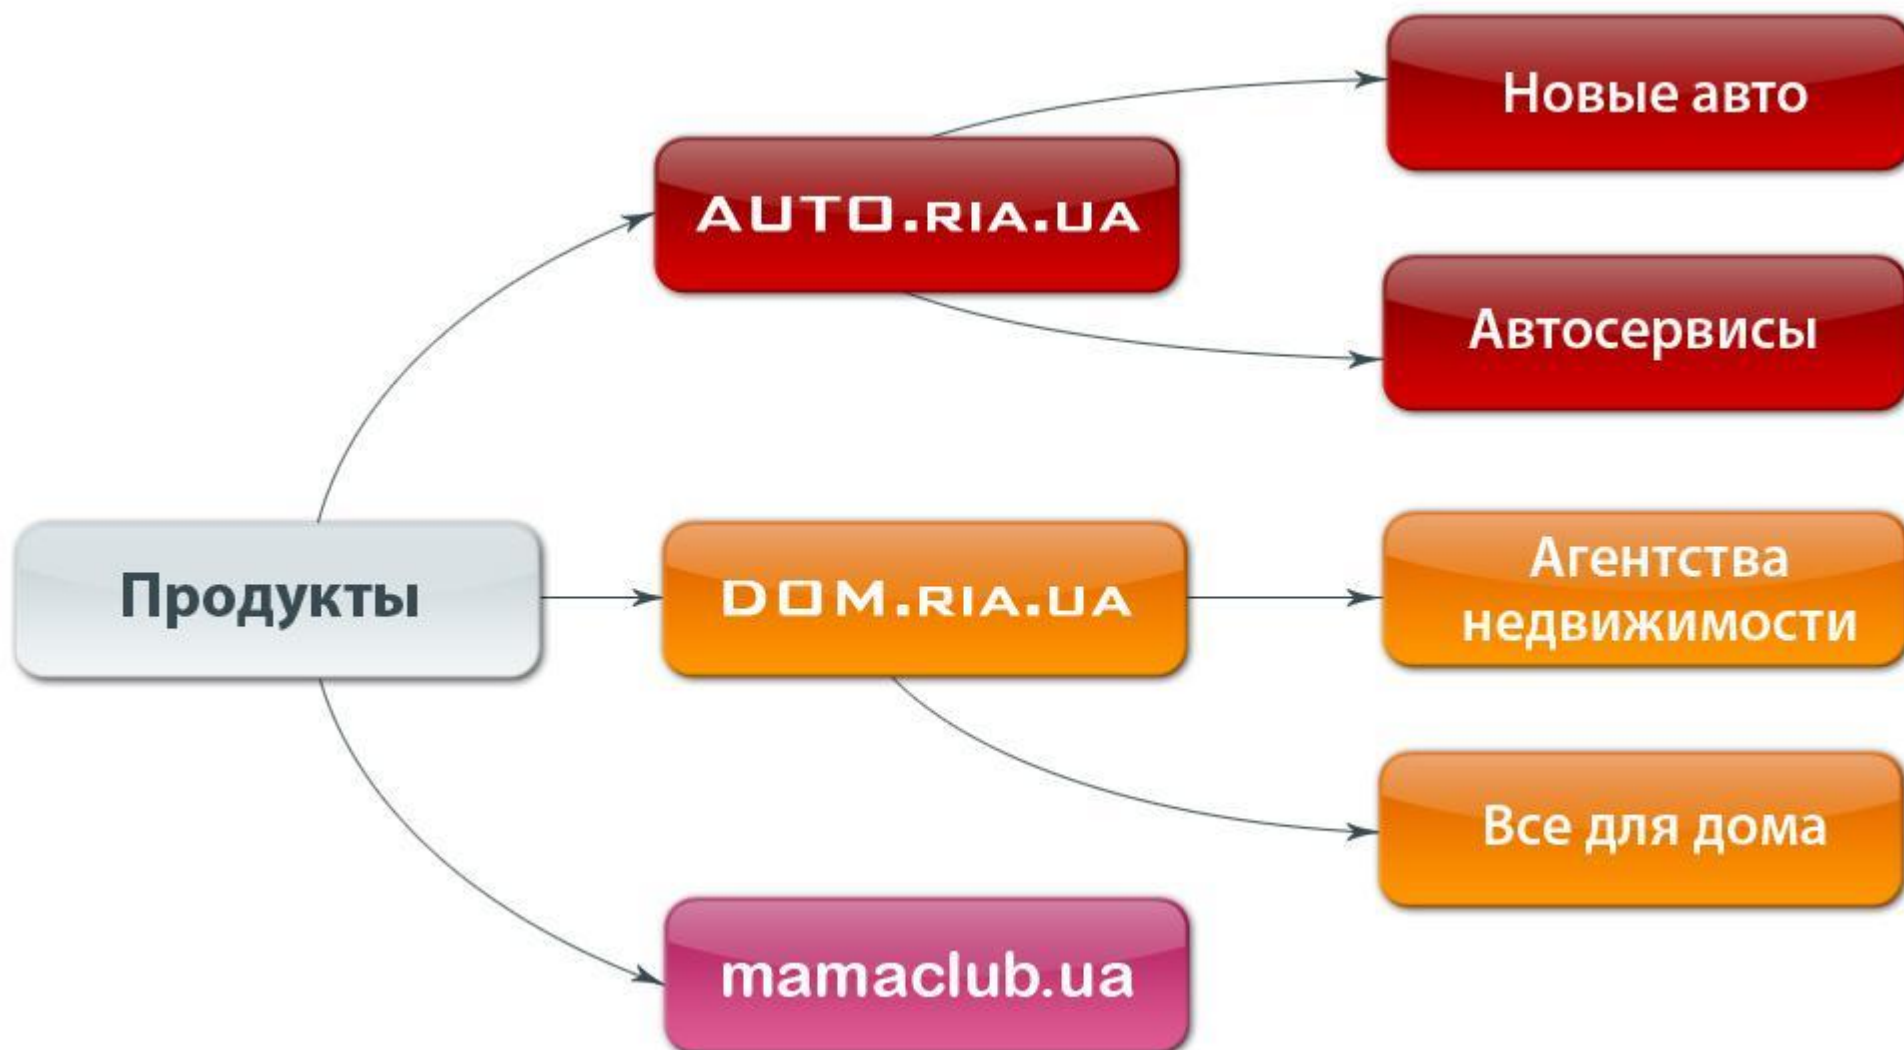 Новые авто
AUTO.RIA.UA
Автосервисы
Продукты
DOM.RIA.UA
Агентства
недвижимости
Все для дома
mamaclub.ua